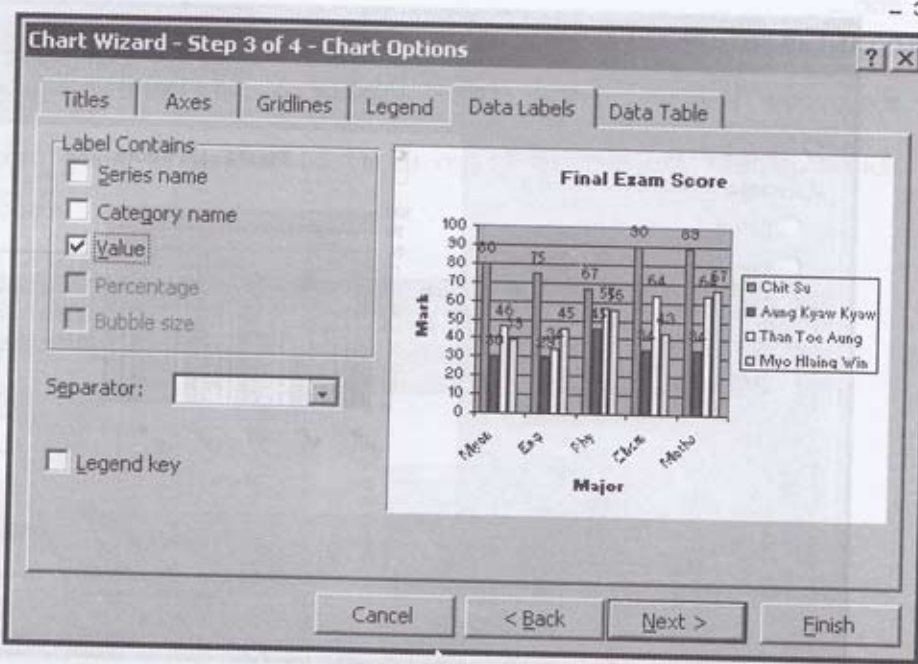 Chart Wizard - Step 3 of 4 - Chart Options
? X
Titles Axes Gridlines Legend Data Labels Data Table
Label Contains
Series name
Category name
Value
Percentage
Bubble size
Separator:
Legend key
Final Exam Score
Mark
100
90
80
70
60
50
40
30
20
10
0
80 46 75 45 67 90 64 43 89 67
Eng Phy
Major
Chit Su
Aung Kyaw Kyaw
Than Toe Aung
Myo Hlaing Win
Cancel < Back Next > Finish